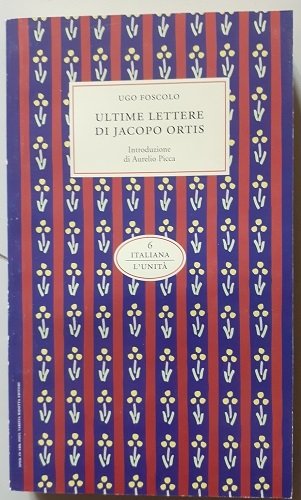 UGO FOSCOLO
ULTIME LETTERE
DI JACOPO ORTIS
Introduzione
di Aurelio Picca
6
ITALIANA
L'UNITÀ